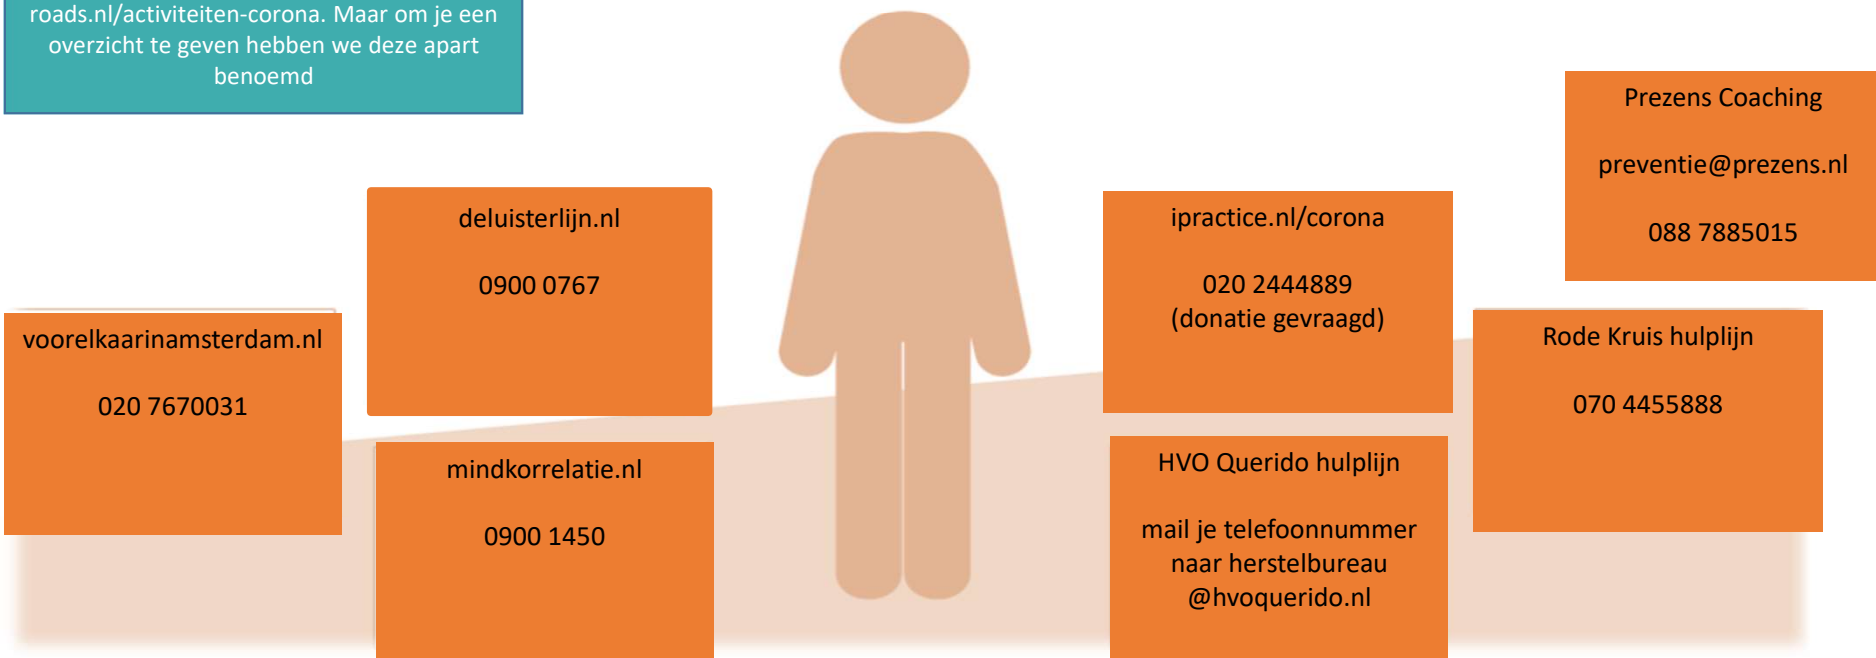 roads.nl/activiteiten-corona. Maar om je een
overzicht te geven hebben we deze apart
benoemd
voorelkaarinamsterdam.nl
020 7670031
deluisterlijn.nl
0900 0767
mindkorrelatie.nl
0900 1450
ipractice.nl/corona
020 2444889
(donatie gevraagd)
HVO Querido hulplijn
mail je telefoonnummer
naar herstelbureau
@hvoquerido.nl
Prezens Coaching
preventie@prezens.nl
088 7885015
Rode Kruis hulplijn
070 4455888